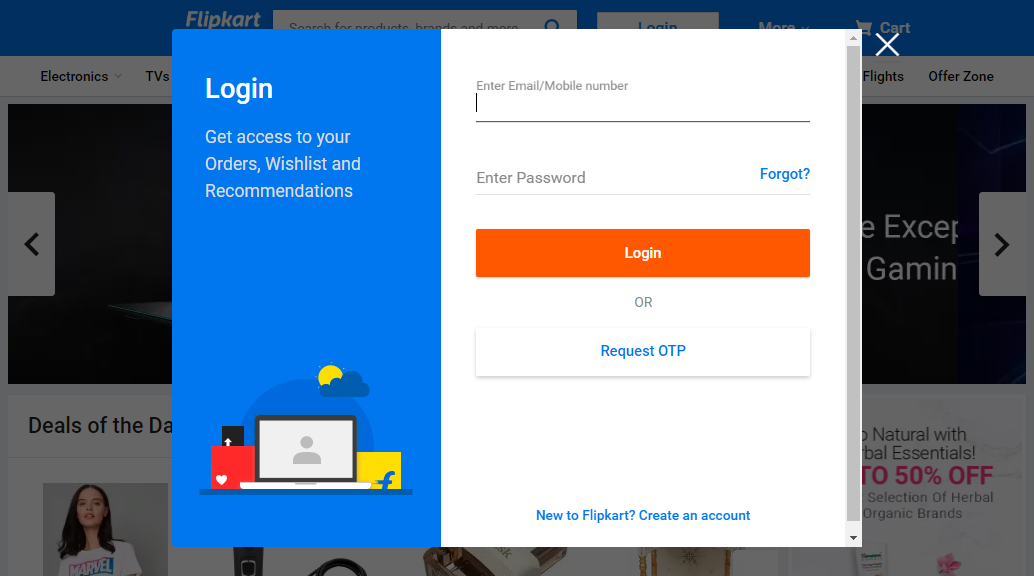 Flipkart
Search for products, brands and more
Login
More
Cart
Electronics
TVs
Flights
Offer Zone
Login
Get access to your
Orders, Wishlist and
Recommendations
Enter Email/Mobile number
Enter Password
Forgot?
Login
OR
Request OTP
New to Flipkart? Create an account
e Excep
Gamin
Deals of the Da
o Natural with
rbal Essentials!
TO 50% OFF
Selection Of Herbal
Organic Brands
MARVEL